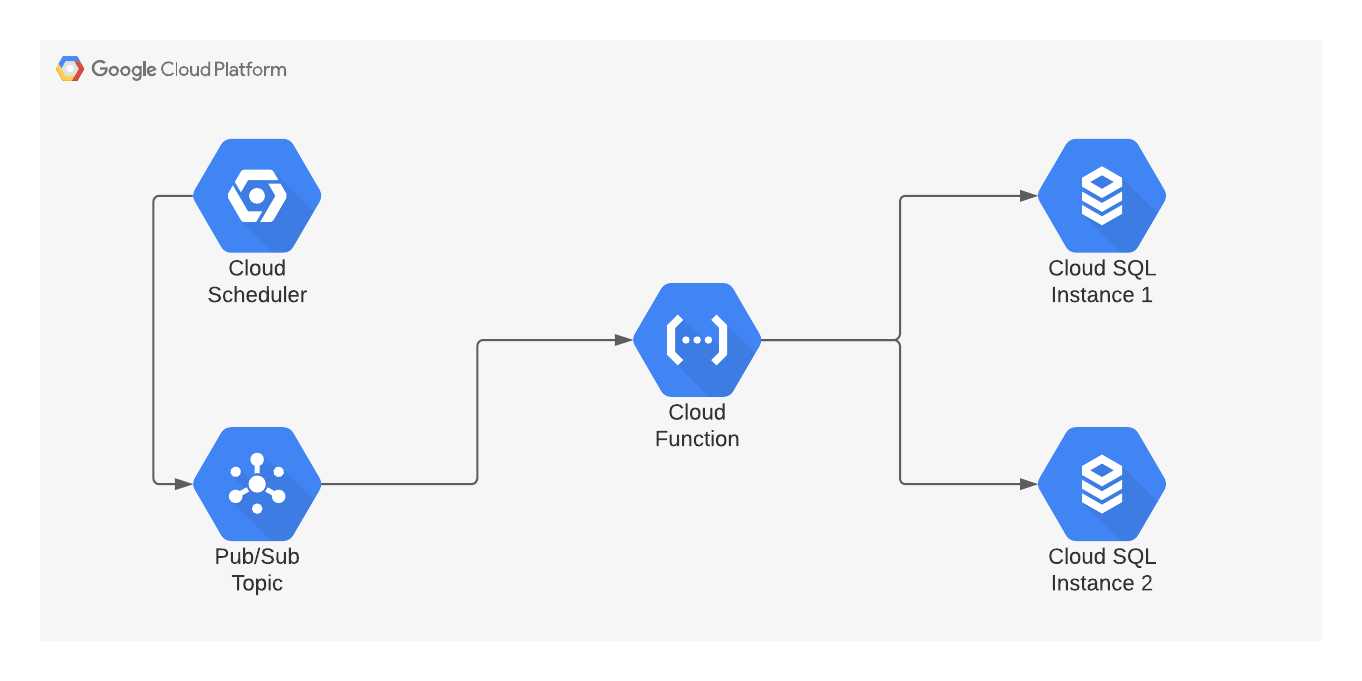 Google Cloud Platform
Cloud
Scheduler
Pub/Sub
Topic
Cloud
Function
Cloud SQL
Instance 1
Cloud SQL
Instance 2